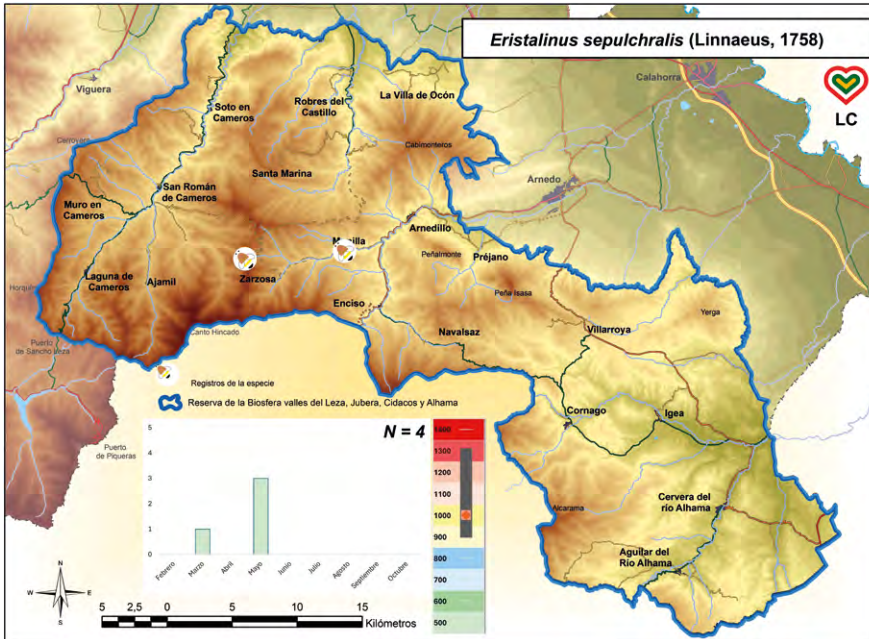 Eristalinus sepulchralis (Linnaeus, 1758)
LC
Calahorra
Viguera
Soto en
Cameros
Robres del
Castillo
La Villa de Ocón
Cabimenteros
Santa Marina
San Román
de Cameros
Arnedo
Muro en
Cameros
Arnedillo
Peñalmonte
Préjano
Zarzosa
Laguna de
Cameros
Ajamil
Enciso
Peña Isasa
Navalsaz
Villarroya
Yerga
Puerto
de Sancho Leza
Canto Hincado
Registros de la especie
Reserva de la Biosfera valles del Leza, Jubera, Cidacos y Alhama
Cornago
Igea
Puerto
de Piqueras
Alcarama
Cervera del
río Alhama
Aguilar del
Río Alhama
N = 4
5
4
3
2
1
0
Febrero
Marzo
Abril
Mayo
Junio
Julio
Agosto
Septiembre
Octubre
1300
1200
1100
1000
900
800
700
600
500
N
W
E
S
5
2,5
0
5
10
15
Kilómetros